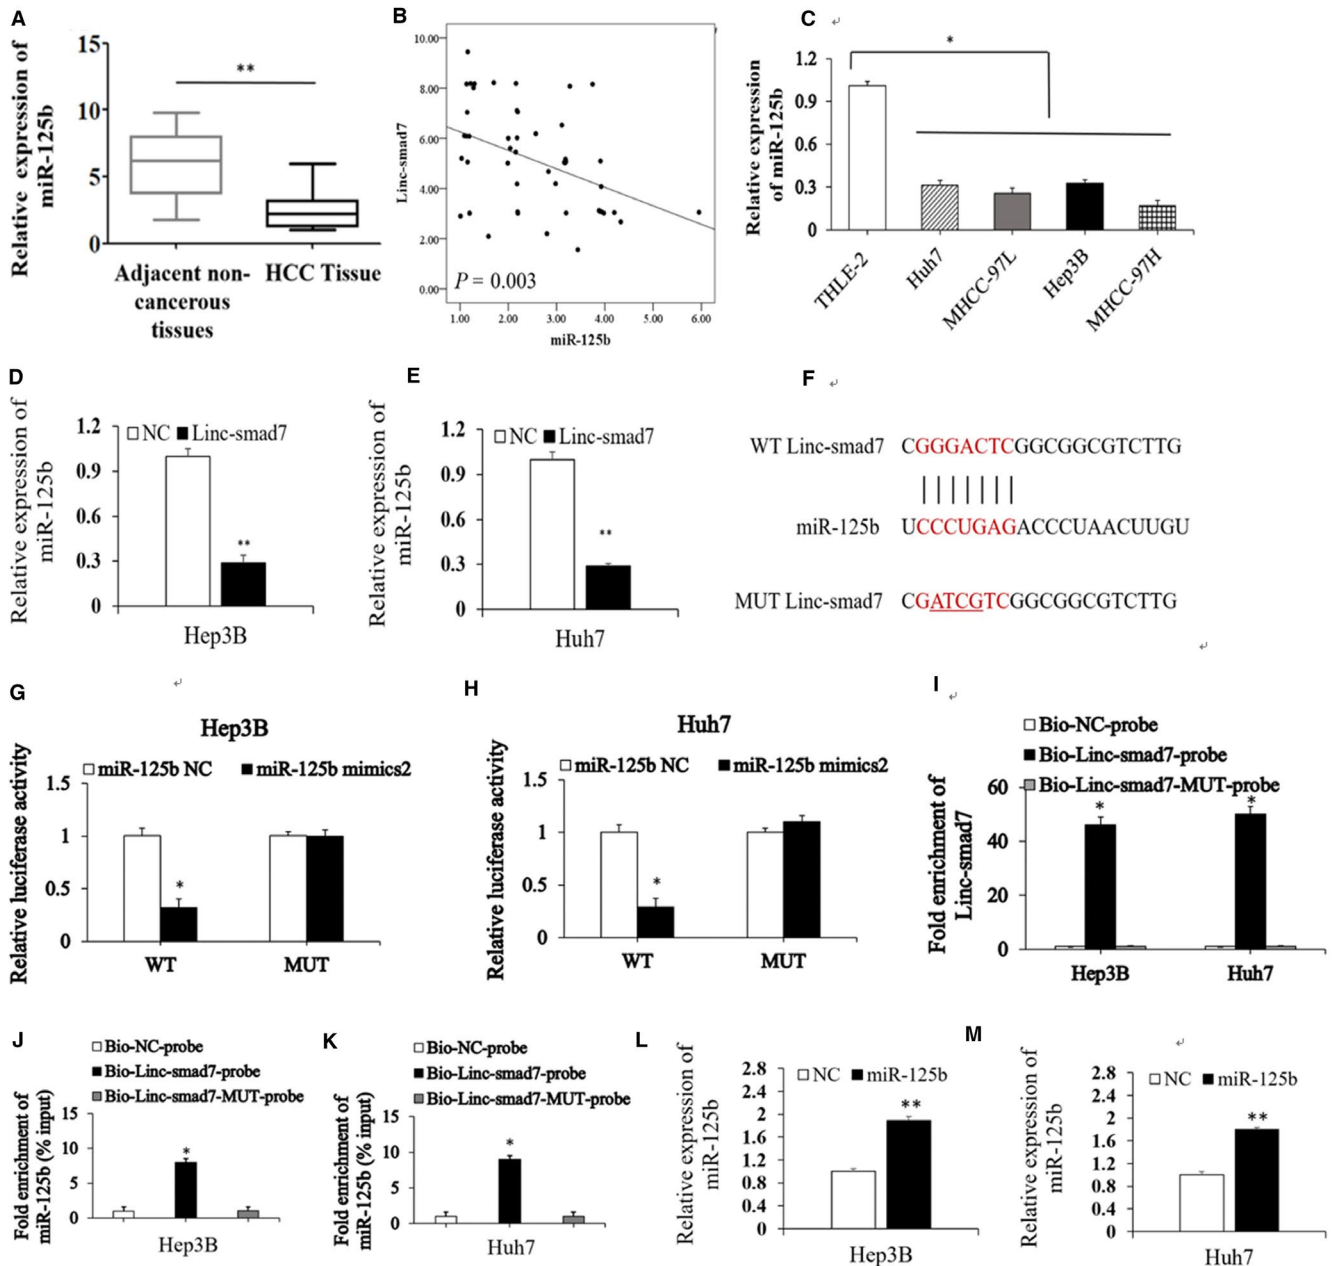 A
Relative expression of
miR-125b
15
10
5
0
**
Adjacent non-
cancerous
tissues
HCC Tissue
B
Linc-smad7
10.00
8.00
6.00
4.00
2.00
0.00
P = 0.003
1.00 2.00 3.00 4.00 5.00 6.00
miR-125b
C
Relative expression
of miR-125b
1.2
0.9
0.6
0.3
0
*
THLE-2
Huh7
MHCC-97L
Hep3B
MHCC-97H
D
Relative expression of
miR-125b
1.2
0.9
0.6
0.3
0
NC Linc-smad7
**
Hep3B
E
Relative expression of
miR-125b
1.2
0.9
0.6
0.3
0
NC Linc-smad7
**
Huh7
F
WT Linc-smad7 CGGGACTCGGCGGCGTCTTG
miR-125b UCCCUGAGACCCUAACUUGU
MUT Linc-smad7 CGATCGTCGGCGGCGTCTTG
G
Hep3B
Relative luciferase activity
miR-125b NC miR-125b mimics2
1.5
1
0.5
0
*
WT MUT
H
Huh7
Relative luciferase activity
miR-125b NC miR-125b mimics2
1.5
1
0.5
0
*
WT MUT
I
Bio-NC-probe
Bio-Linc-smad7-probe
Bio-Linc-smad7-MUT-probe
Fold enrichment of
Linc-smad7
60
40
20
0
* *
Hep3B Huh7
J
Bio-NC-probe
Bio-Linc-smad7-probe
Bio-Linc-smad7-MUT-probe
Fold enrichment of
miR-125b (% input)
15
10
5
0
*
Hep3B
K
Bio-NC-probe
Bio-Linc-smad7-probe
Bio-Linc-smad7-MUT-probe
Fold enrichment of
miR-125b (% input)
15
10
5
0
*
Huh7
L
Relative expression of
miR-125b
2.8
2.4
2
1.6
1.2
0.8
0.4
0
NC miR-125b
**
Hep3B
M
Relative expression of
miR-125b
2.8
2.4
2
1.6
1.2
0.8
0.4
0
NC miR-125b
**
Huh7